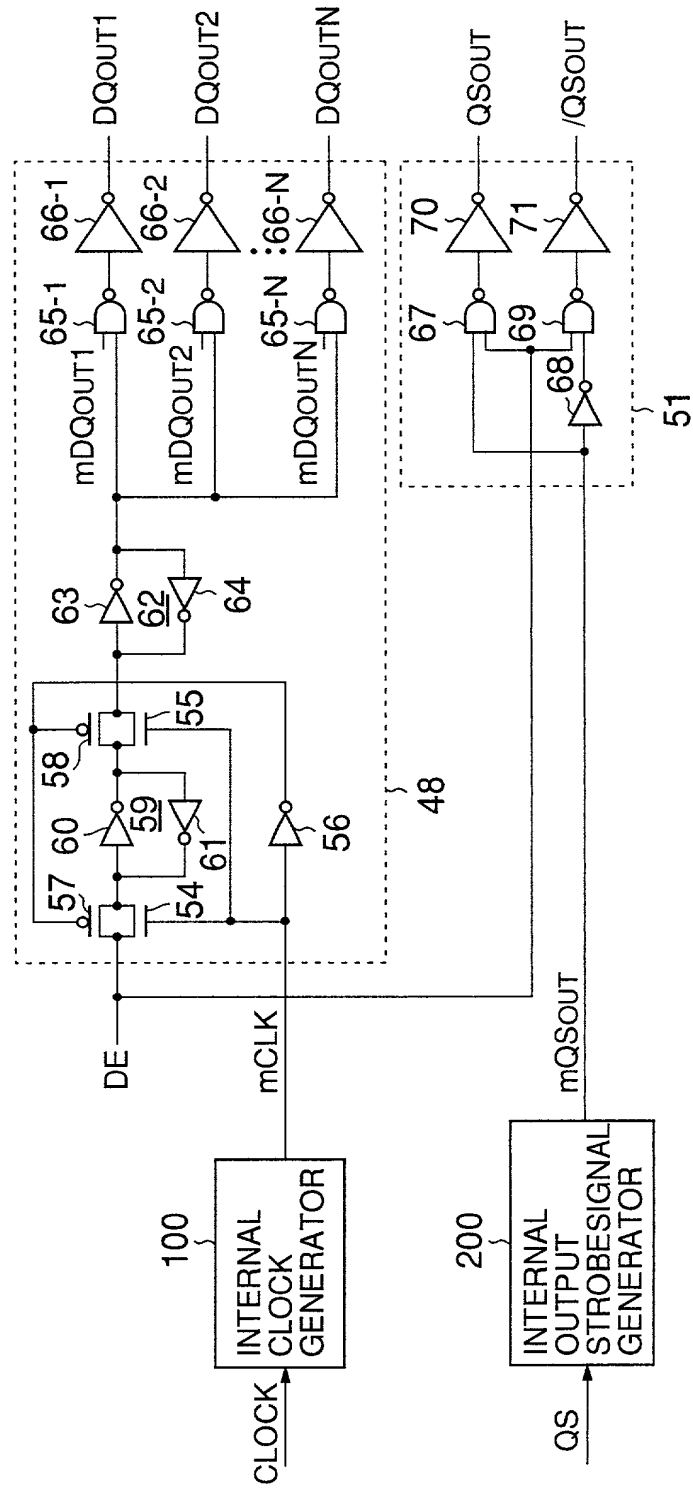 DQOUT1
DQOUT2
DQOUTN
QSOUT
/QSOUT
66-1
66-2
66-N
70
71
65-1
65-2
65-N
67
69
68
mDQOUT1
mDQOUT2
mDQOUTN
51
63
62
64
58
55
60
59
61
48
56
57
54
DE
mCLK
mQSOUT
100
INTERNAL
CLOCK
GENERATOR
CLOCK
200
INTERNAL
OUTPUT
STROBESIGNAL
GENERATOR
QS